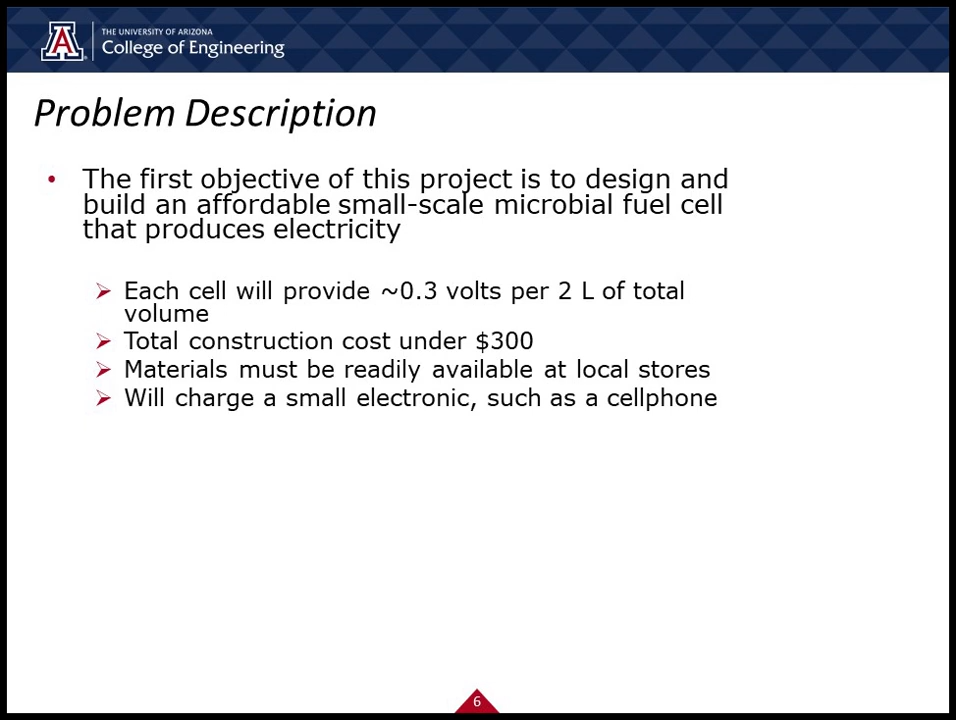 THE UNIVERSITY OF ARIZONA
College of Engineering
Problem Description
• The first objective of this project is to design and
build an affordable small-scale microbial fuel cell
that produces electricity
➢ Each cell will provide ~0.3 volts per 2 L of total
volume
➢ Total construction cost under $300
➢ Materials must be readily available at local stores
➢ Will charge a small electronic, such as a cellphone
6